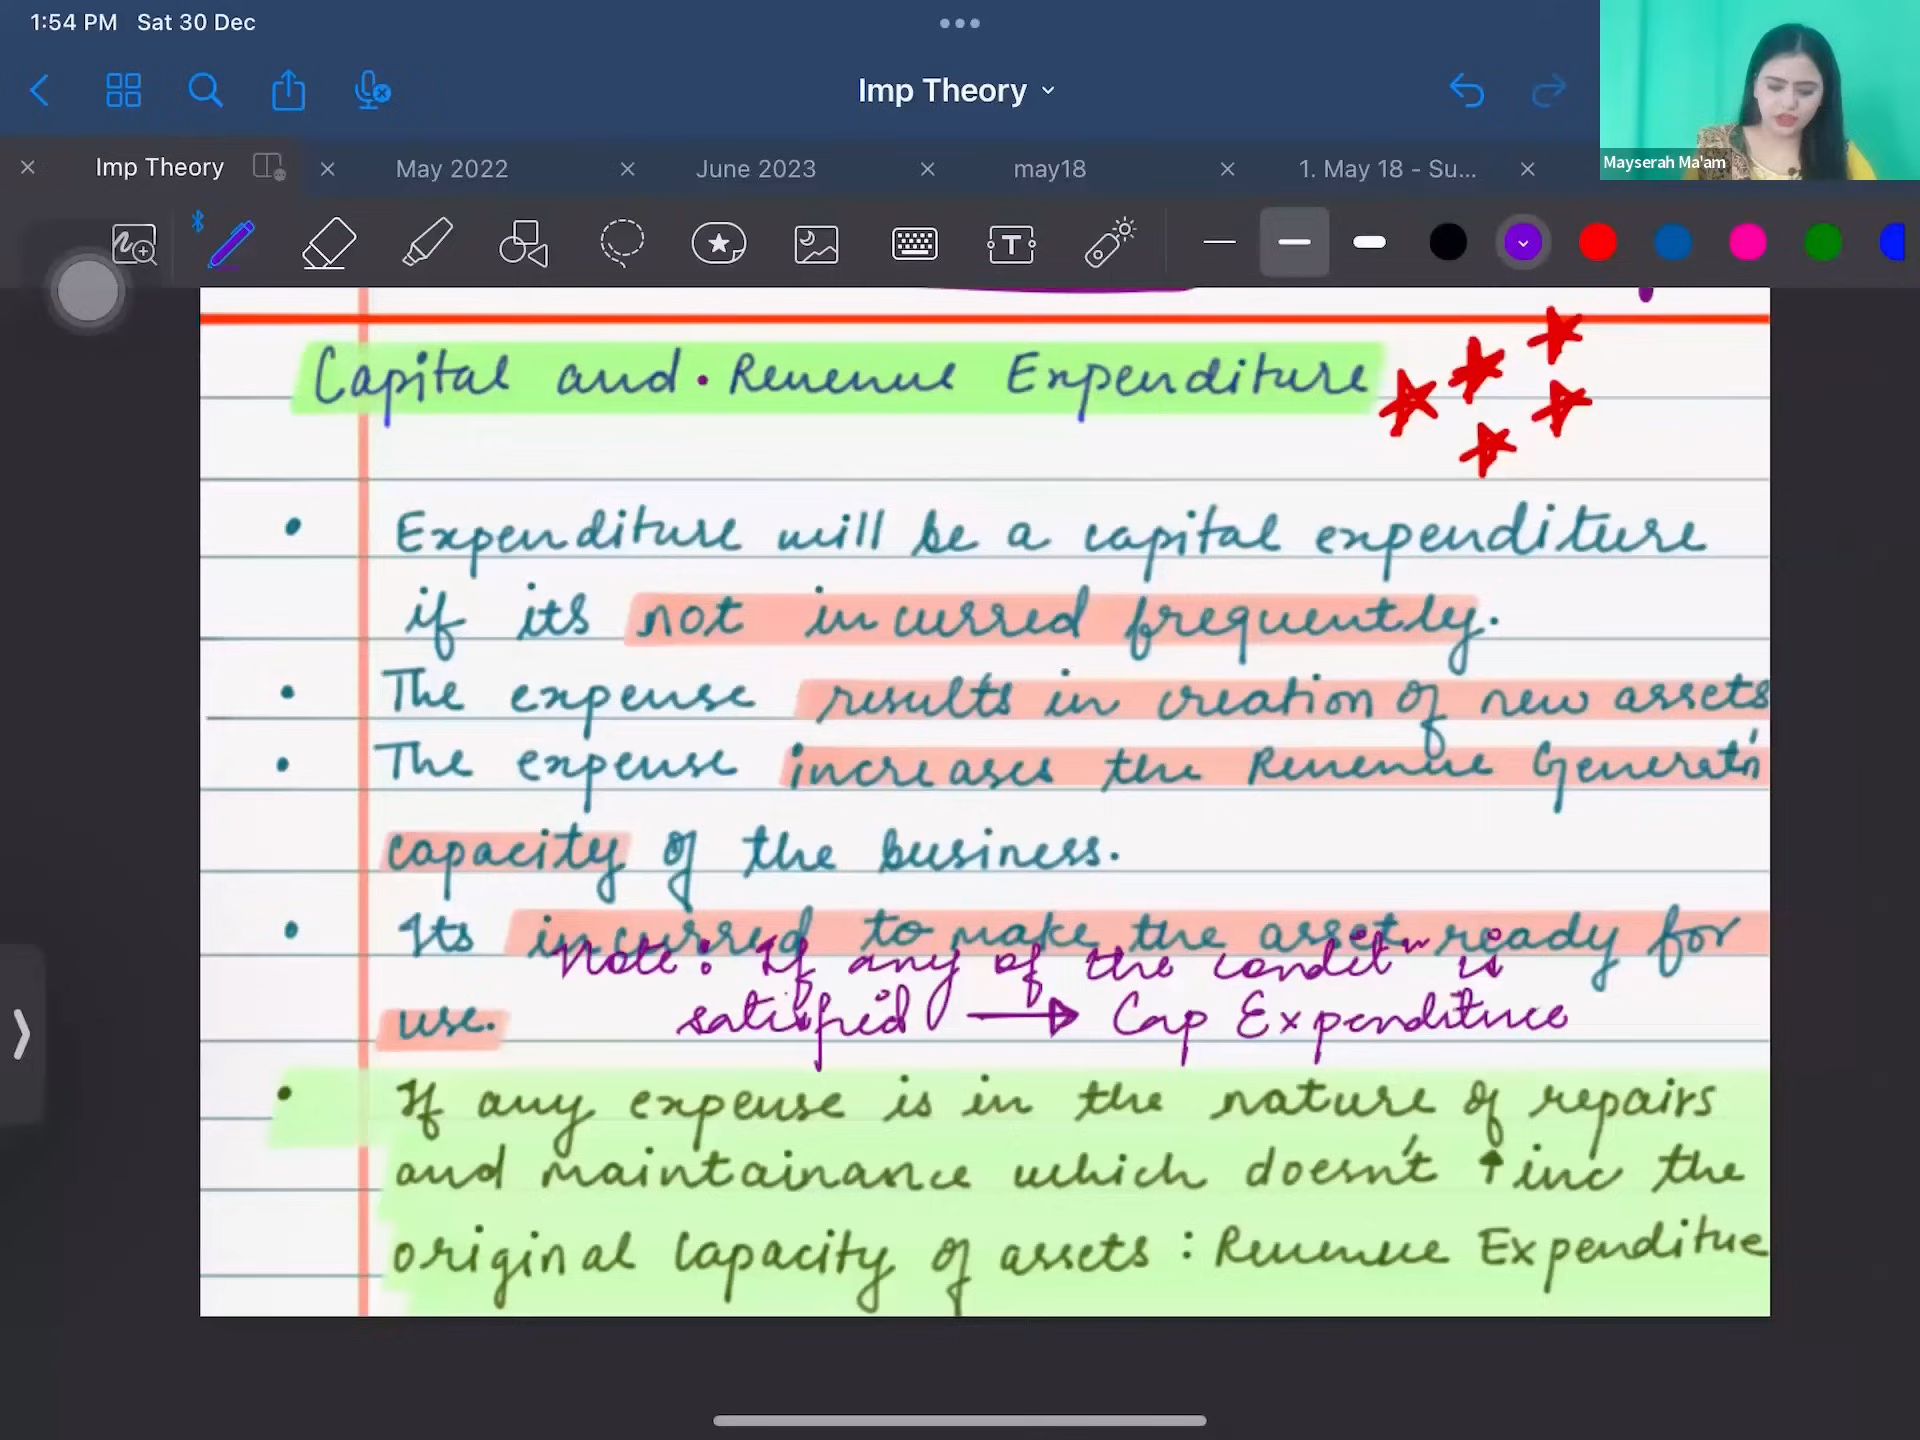 1:54 PM Sat 30 Dec
Imp Theory
Mayserah Ma'am
Imp Theory
May 2022
June 2023
may18
1. May 18 - Su...
T
Capital and Revenue Expenditure
• Expenditure will be a capital expenditure
if its not incurred frequently.
• The expense results in creation of new assets
• The expense increases the Revenue Generatn
capacity of the business.
• Its incurred to make the asset ready for
Note: If any of the conditn is
use. satisfied → Cap Expenditure
• If any expense is in the nature of repairs
and maintainance which doesn't ↑ inc the
original capacity of assets : Revenue Expenditue